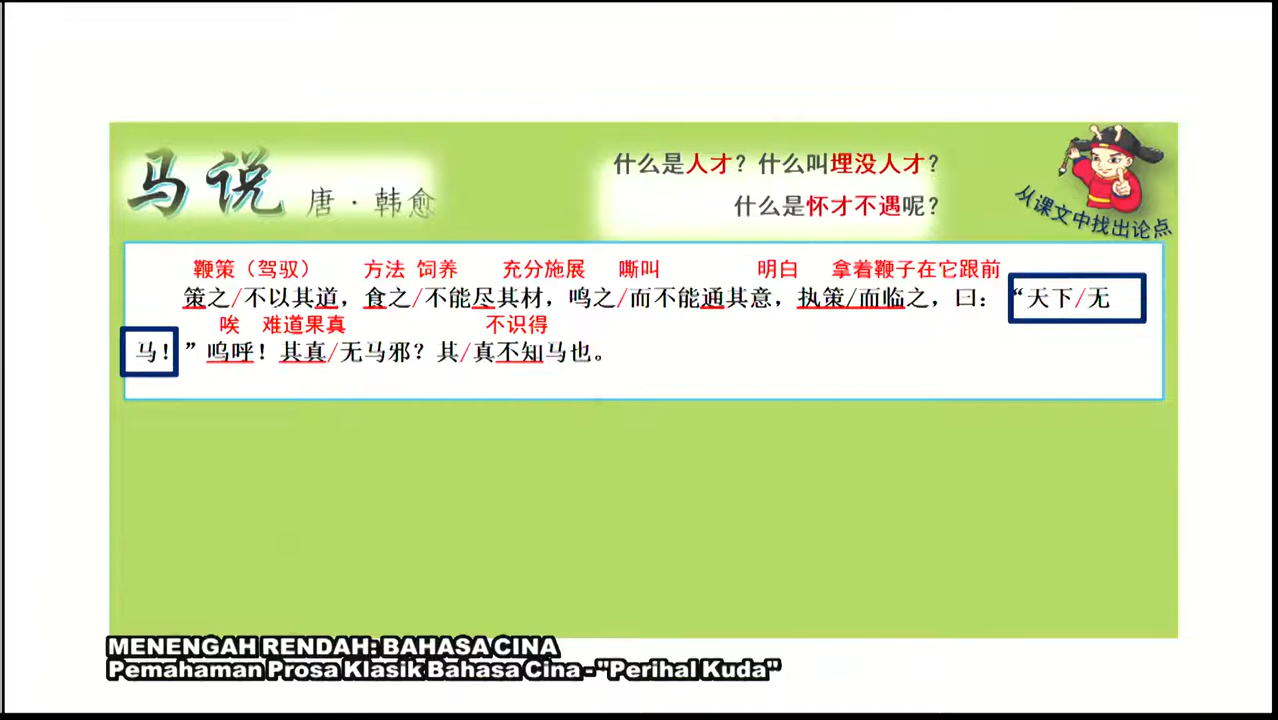 马说 唐·韩愈
什么是人才？什么叫埋没人才？
什么是怀才不遇呢？
从课文中找出论点
鞭策（驾驭） 方法 饲养 充分施展 嘶叫 明白 拿着鞭子在它跟前
策之/不以其道，食之/不能尽其材，鸣之/而不能通其意，执策/而临之，曰：“天下/无
唉 难道果真 不识得
马！”呜呼！其真/无马邪？其/真不知马也。
MENENGAH RENDAH: BAHASA CINA
Pemahaman Prosa Klasik Bahasa Cina - "Perihal Kuda"